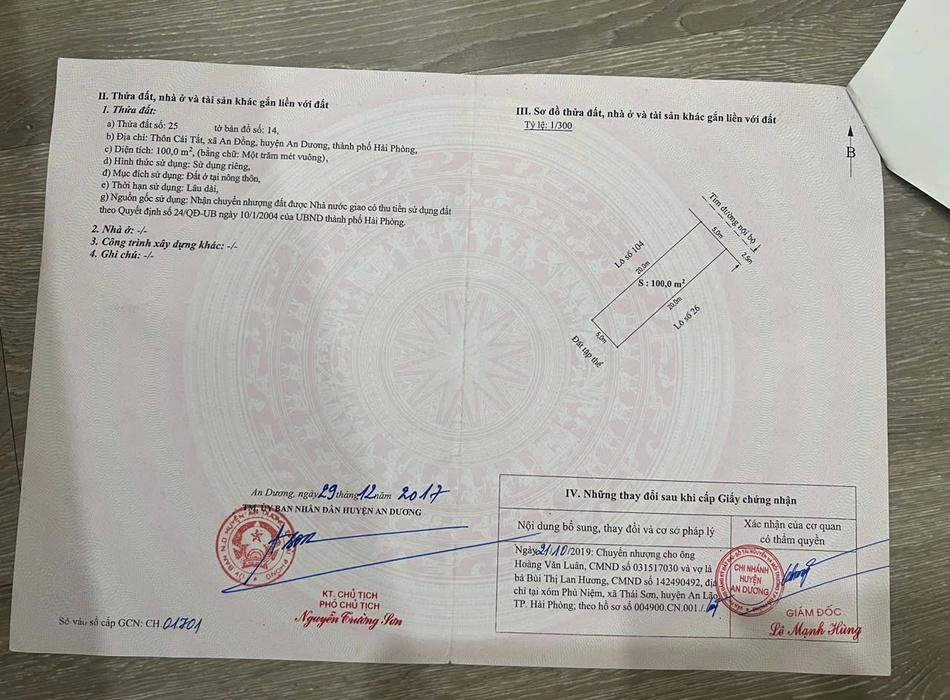 II. Thửa đất, nhà ở và tài sản khác gắn liền với đất
1. Thửa đất:
a) Thửa đất số: 25 tờ bản đồ số: 14,
b) Địa chỉ: Thôn Cái Tắt, xã An Đồng, huyện An Dương, thành phố Hải Phòng,
c) Diện tích: 100,0 m², (bằng chữ: Một trăm mét vuông),
d) Hình thức sử dụng: Sử dụng riêng,
đ) Mục đích sử dụng: Đất ở tại nông thôn,
e) Thời hạn sử dụng: Lâu dài,
g) Nguồn gốc sử dụng: Nhận chuyển nhượng đất được Nhà nước giao có thu tiền sử dụng đất
theo Quyết định số 24/QĐ-UB ngày 10/1/2004 của UBND thành phố Hải Phòng.
2. Nhà ở: -/-
3. Công trình xây dựng khác: -/-
4. Ghi chú: -/-
An Dương, ngày 29 tháng 12 năm 2017
TM. ỦY BAN NHÂN DÂN HUYỆN AN DƯƠNG
KT. CHỦ TỊCH
PHÓ CHỦ TỊCH
Nguyễn Trường Sơn
Số vào sổ cấp GCN: CH.01701
III. Sơ đồ thửa đất, nhà ở và tài sản khác gắn liền với đất
Tỷ lệ: 1/300
B
Tim đường nội bộ
5,0m
2,5m
Lô số 104
20,0m
S : 100,0 m²
20,0m
Lô số 26
5,0m
Đất tập thể
IV. Những thay đổi sau khi cấp Giấy chứng nhận
Nội dung bổ sung, thay đổi và cơ sở pháp lý
Xác nhận của cơ quan
có thẩm quyền
Ngày 21/10/2019: Chuyển nhượng cho ông
Hoàng Văn Luân, CMND số 031517030 và vợ là
bà Bùi Thị Lan Hương, CMND số 142490492, địa
chỉ tại xóm Phủ Niệm, xã Thái Sơn, huyện An Lão
TP. Hải Phòng; theo hồ sơ số 004900.CN.001./.
CHI NHÁNH
HUYỆN
AN DƯƠNG
GIÁM ĐỐC
Lê Mạnh Hùng